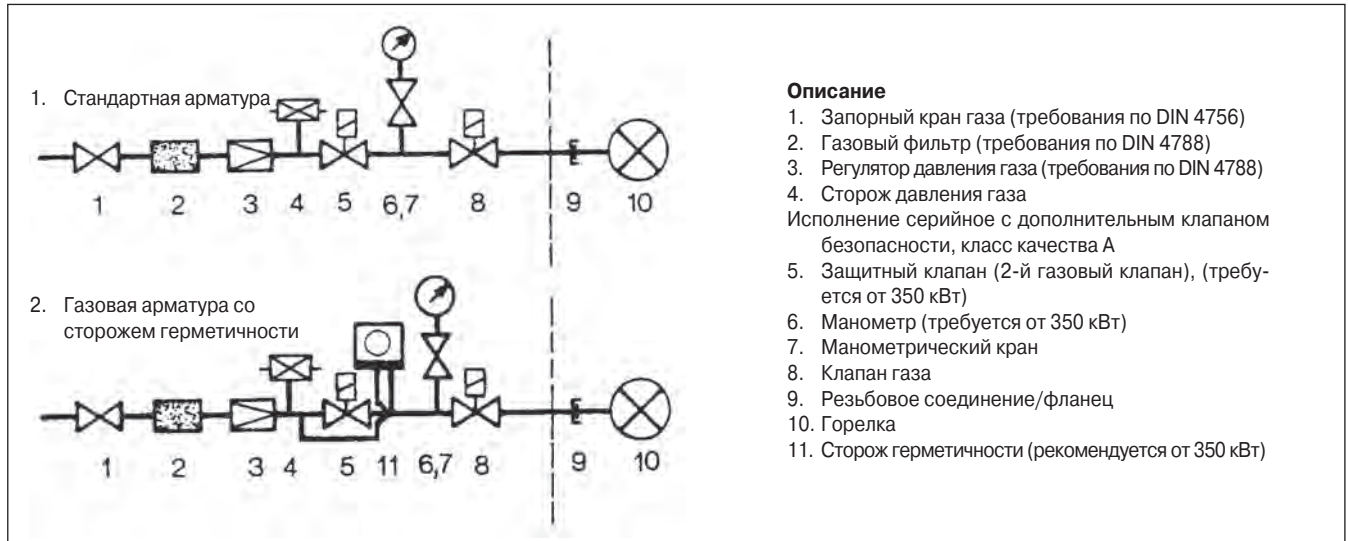 1. Стандартная арматура
1 2 3 4 5 6,7 8 9 10
2. Газовая арматура со
сторожем герметичности
1 2 3 4 5 11 6,7 8 9 10
Описание
1. Запорный кран газа (требования по DIN 4756)
2. Газовый фильтр (требования по DIN 4788)
3. Регулятор давления газа (требования по DIN 4788)
4. Сторож давления газа
Исполнение серийное с дополнительным клапаном
безопасности, класс качества А
5. Защитный клапан (2-й газовый клапан), (требу-
ется от 350 кВт)
6. Манометр (требуется от 350 кВт)
7. Манометрический кран
8. Клапан газа
9. Резьбовое соединение/фланец
10. Горелка
11. Сторож герметичности (рекомендуется от 350 кВт)